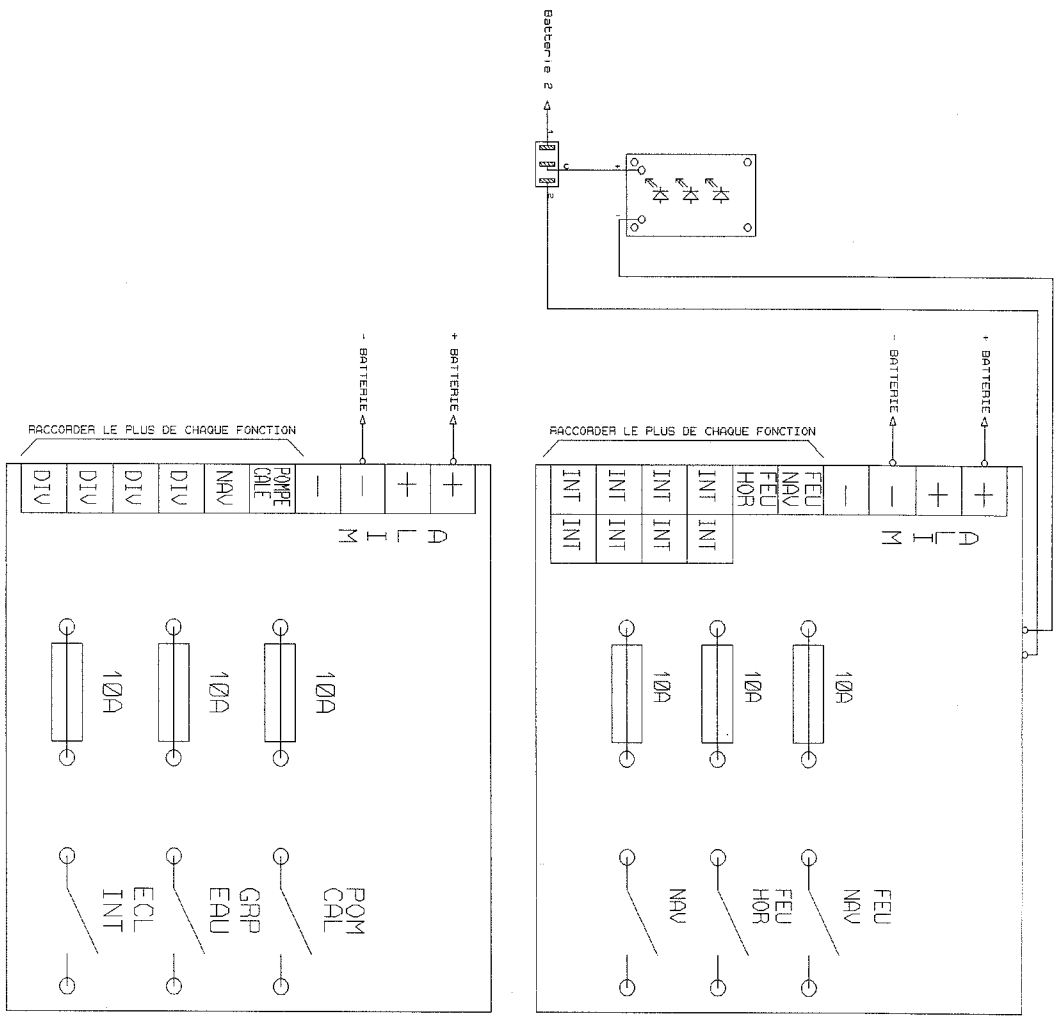 Batterie 2
1
C
2
+
-
- BATTERIE
+ BATTERIE
- BATTERIE
+ BATTERIE
RACCORDER LE PLUS DE CHAQUE FONCTION
RACCORDER LE PLUS DE CHAQUE FONCTION
DIV
DIV
DIV
DIV
NAV
POMPE
CALE
-
-
+
+
ALIM
INT
INT
INT
INT
FEU
HOR
FEU
NAV
-
-
+
+
INT
INT
INT
INT
ALIM
10A
10A
10A
10A
10A
10A
ECL
INT
GRP
EAU
POM
CAL
NAV
FEU
HOR
FEU
NAV